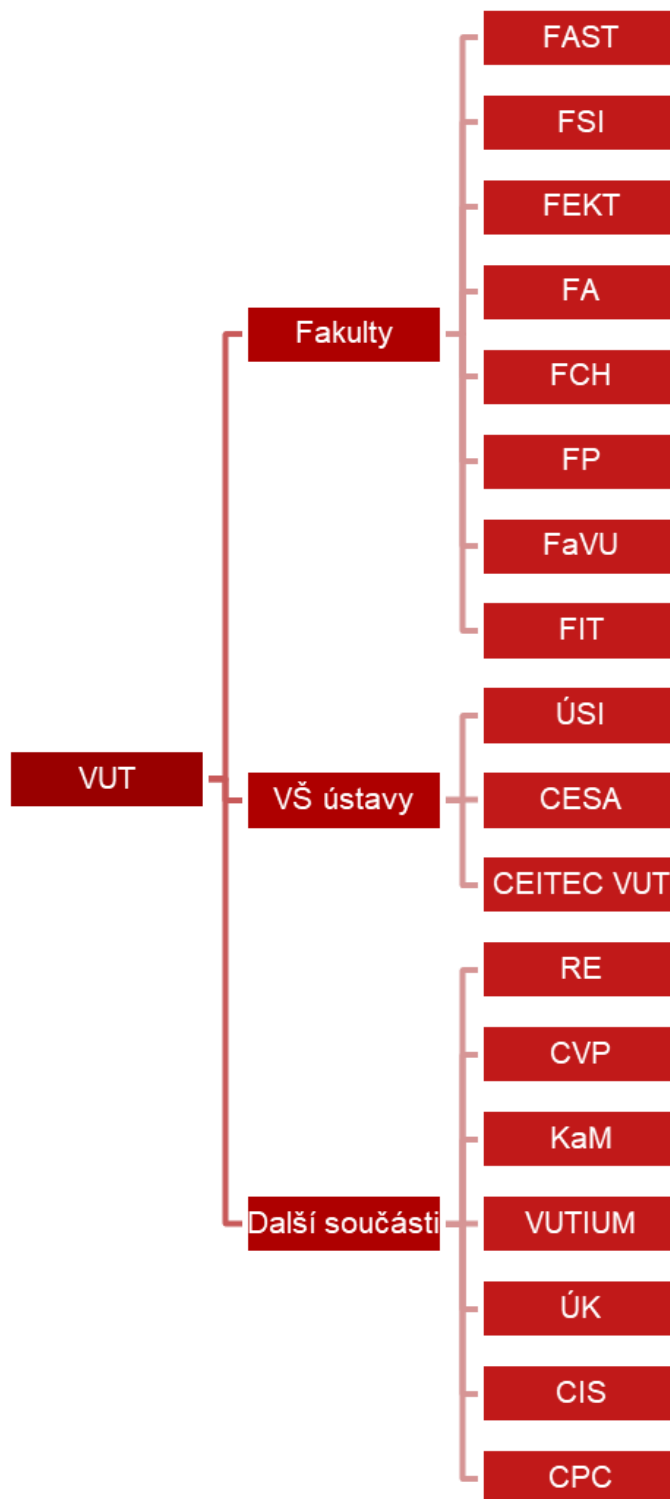 VUT
Fakulty
FAST
FSI
FEKT
FA
FCH
FP
FaVU
FIT
VŠ ústavy
ÚSI
CESA
CEITEC VUT
Další součásti
RE
CVP
KaM
VUTIUM
ÚK
CIS
CPC